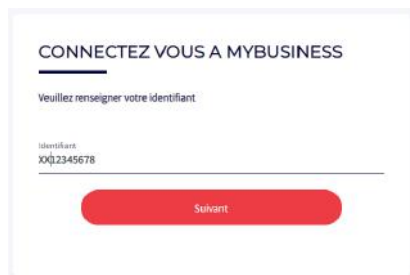 CONNECTEZ VOUS A MYBUSINESS
Veuillez renseigner votre identifiant
Identifiant
XX12345678
Suivant